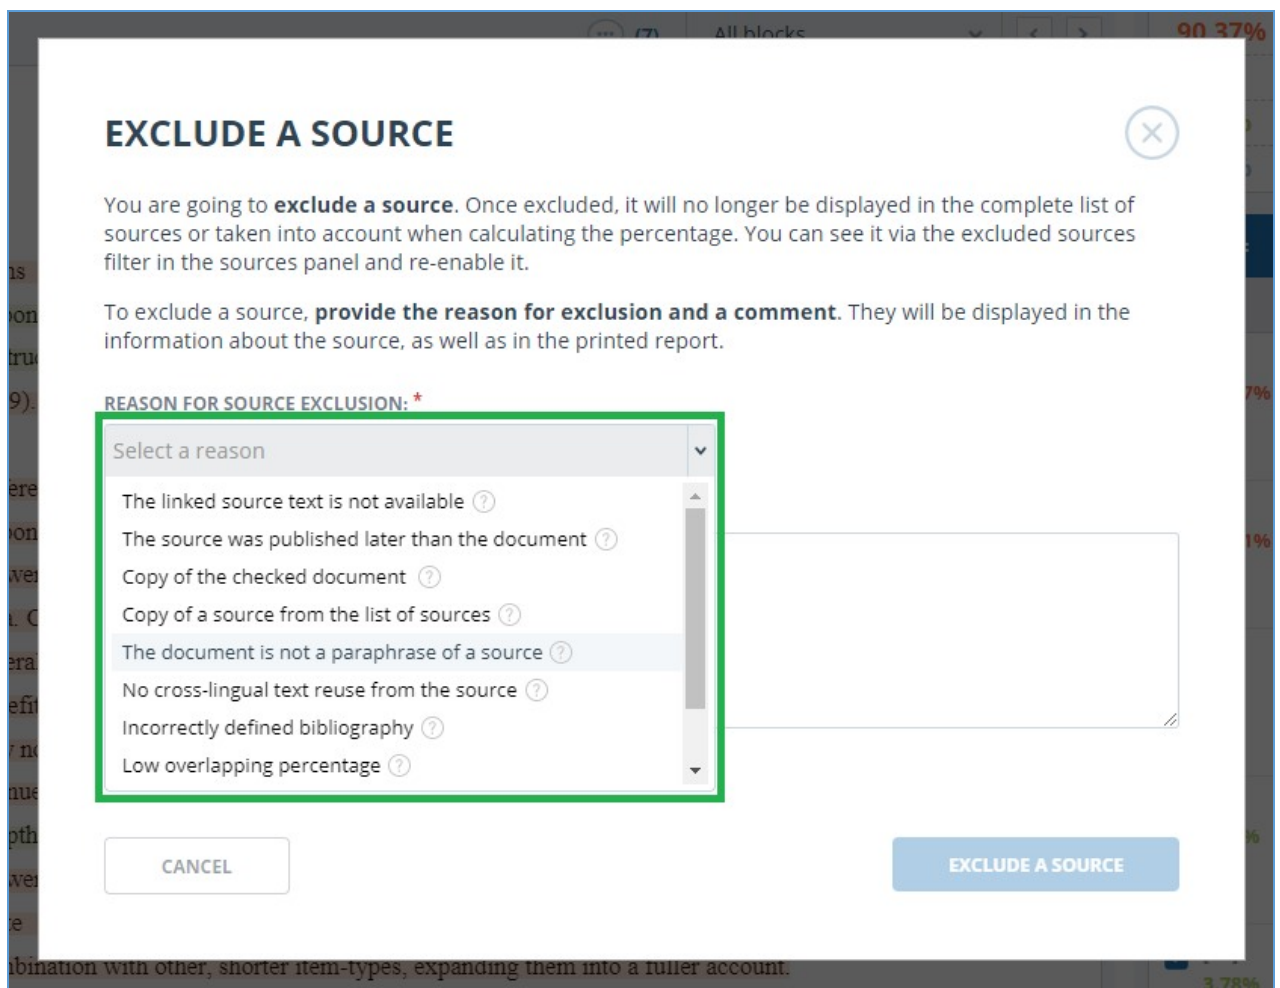 (7)
All blocks
90.37%
EXCLUDE A SOURCE
You are going to exclude a source. Once excluded, it will no longer be displayed in the complete list of
sources or taken into account when calculating the percentage. You can see it via the excluded sources
filter in the sources panel and re-enable it.
To exclude a source, provide the reason for exclusion and a comment. They will be displayed in the
information about the source, as well as in the printed report.
REASON FOR SOURCE EXCLUSION: *
Select a reason
The linked source text is not available ?
The source was published later than the document ?
Copy of the checked document ?
Copy of a source from the list of sources ?
The document is not a paraphrase of a source ?
No cross-lingual text reuse from the source ?
Incorrectly defined bibliography ?
Low overlapping percentage ?
CANCEL
EXCLUDE A SOURCE
with other, shorter item-types, expanding them into a fuller account.
3.78%